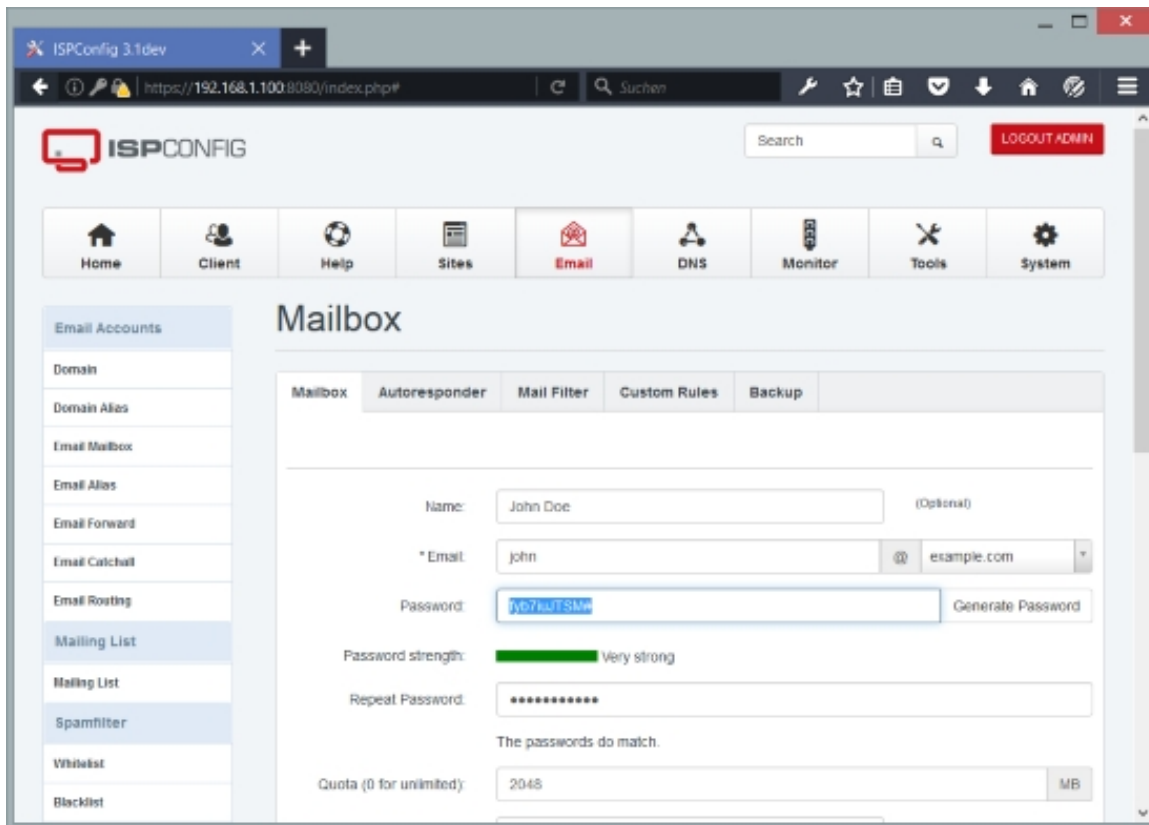 ISPConfig 3.1dev
https://192.168.1.100:8080/index.php#
Suchen
ISPCONFIG
Search
LOGOUT ADMIN
Home
Client
Help
Sites
Email
DNS
Monitor
Tools
System
Email Accounts
Domain
Domain Alias
Email Mailbox
Email Alias
Email Forward
Email Catchall
Email Routing
Mailing List
Mailing List
Spamfilter
Whitelist
Blacklist
Mailbox
Mailbox Autoresponder Mail Filter Custom Rules Backup
Name: John Doe (Optional)
* Email: john @ example.com
Password: Generate Password
Password strength: Very strong
Repeat Password: •••••••••••
The passwords do match.
Quota (0 for unlimited): 2048 MB